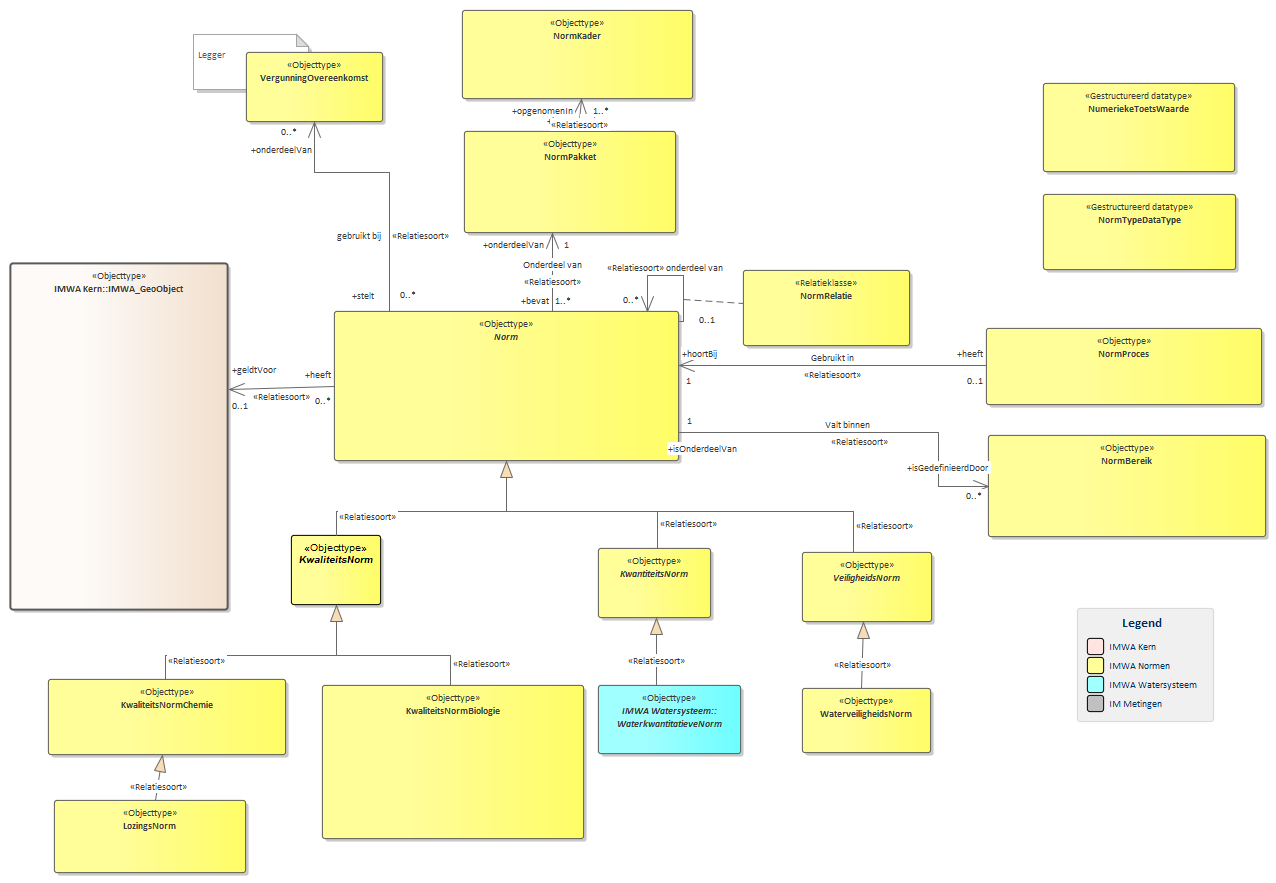 «Objecttype»
NormKader
Legger
«Objecttype»
VergunningOvereenkomst
«Gestructureerd datatype»
NumeriekeToetsWaarde
+opgenomenIn
1..*
«Relatiesoort»
0..*
+onderdeelVan
«Objecttype»
NormPakket
«Gestructureerd datatype»
NormTypeDataType
gebruikt bij
«Relatiesoort»
+onderdeelVan
1
Onderdeel van
«Relatiesoort»
+bevat
1..*
«Relatiesoort» onderdeel van
0..*
0..1
«Relatieklasse»
NormRelatie
«Objecttype»
IMWA Kern::IMWA_GeoObject
+stelt
0..*
«Objecttype»
Norm
«Objecttype»
NormProces
+hoortBij
Gebruikt in
+heeft
1
«Relatiesoort»
0..1
+geldtVoor
+heeft
0..1
«Relatiesoort»
0..*
1
Valt binnen
+isOnderdeelVan
«Relatiesoort»
+isGedefinieerdDoor
0..*
«Objecttype»
NormBereik
«Relatiesoort»
«Relatiesoort»
«Relatiesoort»
«Objecttype»
KwaliteitsNorm
«Objecttype»
KwantiteitsNorm
«Objecttype»
VeiligheidsNorm
Legend
IMWA Kern
IMWA Normen
IMWA Watersysteem
IM Metingen
«Relatiesoort»
«Relatiesoort»
«Relatiesoort»
«Relatiesoort»
«Objecttype»
KwaliteitsNormChemie
«Objecttype»
KwaliteitsNormBiologie
«Objecttype»
IMWA Watersysteem::
WaterkwantitatieveNorm
«Objecttype»
WaterveiligheidsNorm
«Relatiesoort»
«Objecttype»
LozingsNorm